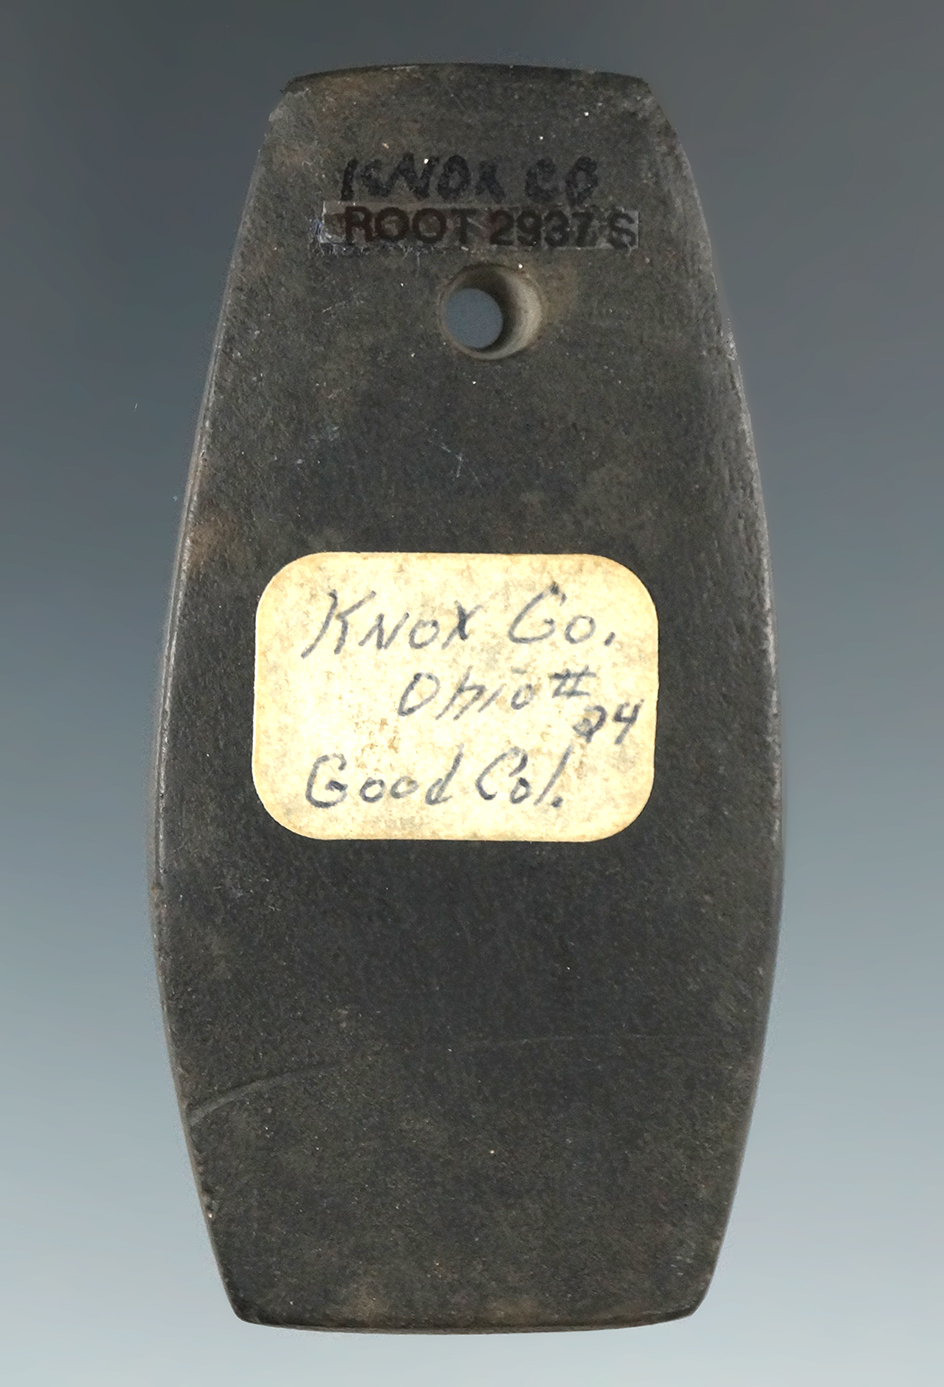 KNOX CO
ROOT 2937 S
Knox Co.
Ohio #
24
Good Col.